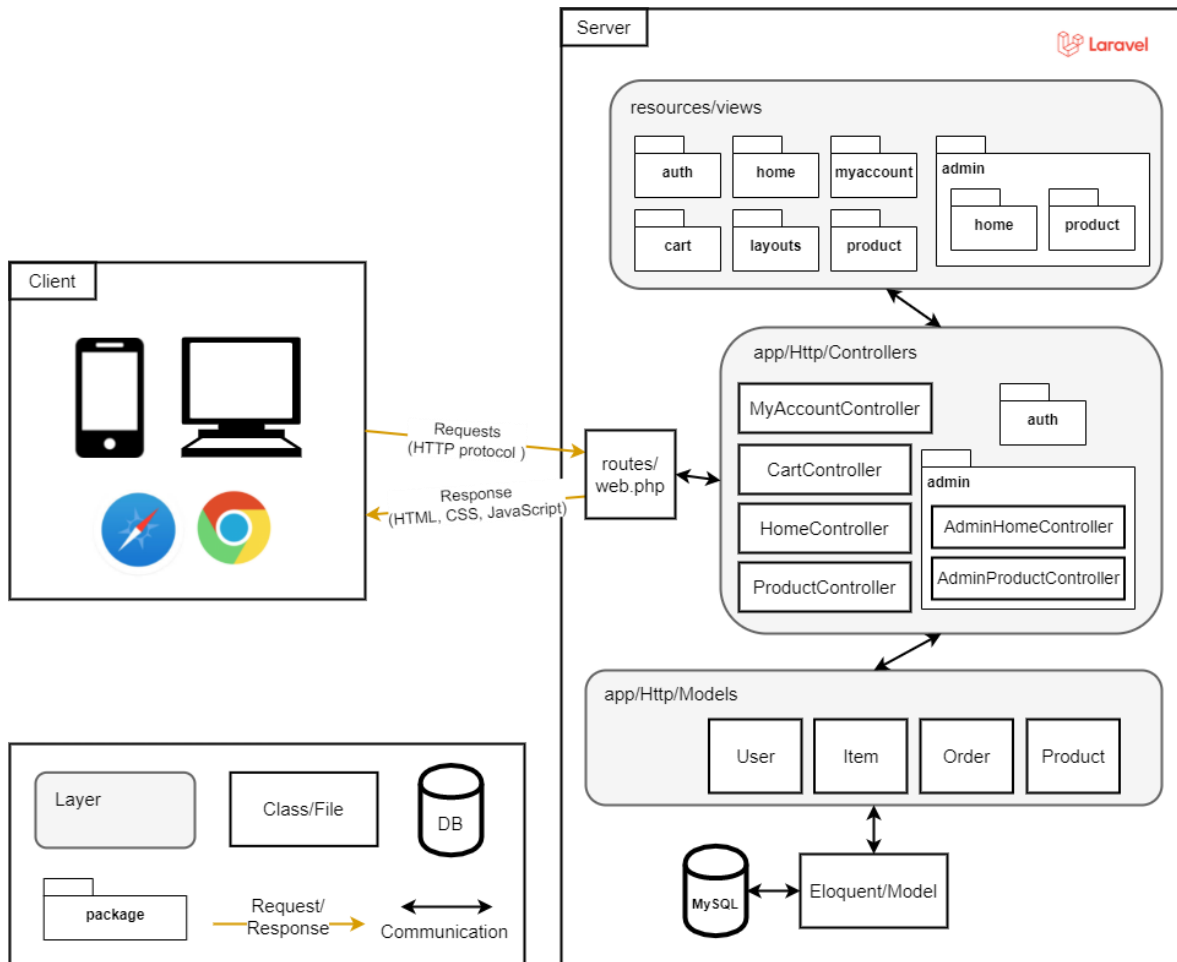 Server
Laravel
resources/views
auth
home
myaccount
admin
home
product
cart
layouts
product
Client
app/Http/Controllers
MyAccountController
auth
Requests
(HTTP protocol )
routes/
web.php
CartController
admin
Response
(HTML, CSS, JavaScript)
HomeController
AdminHomeController
ProductController
AdminProductController
app/Http/Models
User
Item
Order
Product
Layer
Class/File
DB
MySQL
Eloquent/Model
package
Request/
Response
Communication